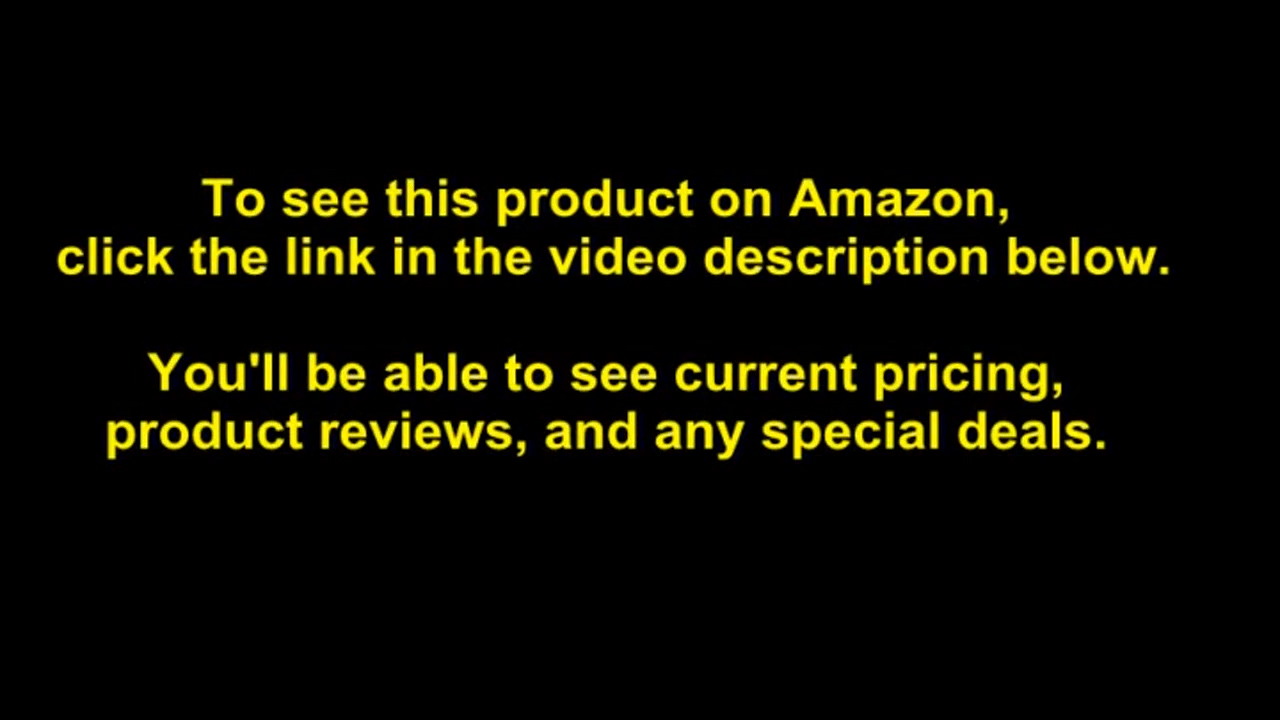 To see this product on Amazon,
click the link in the video description below.
You'll be able to see current pricing,
product reviews, and any special deals.